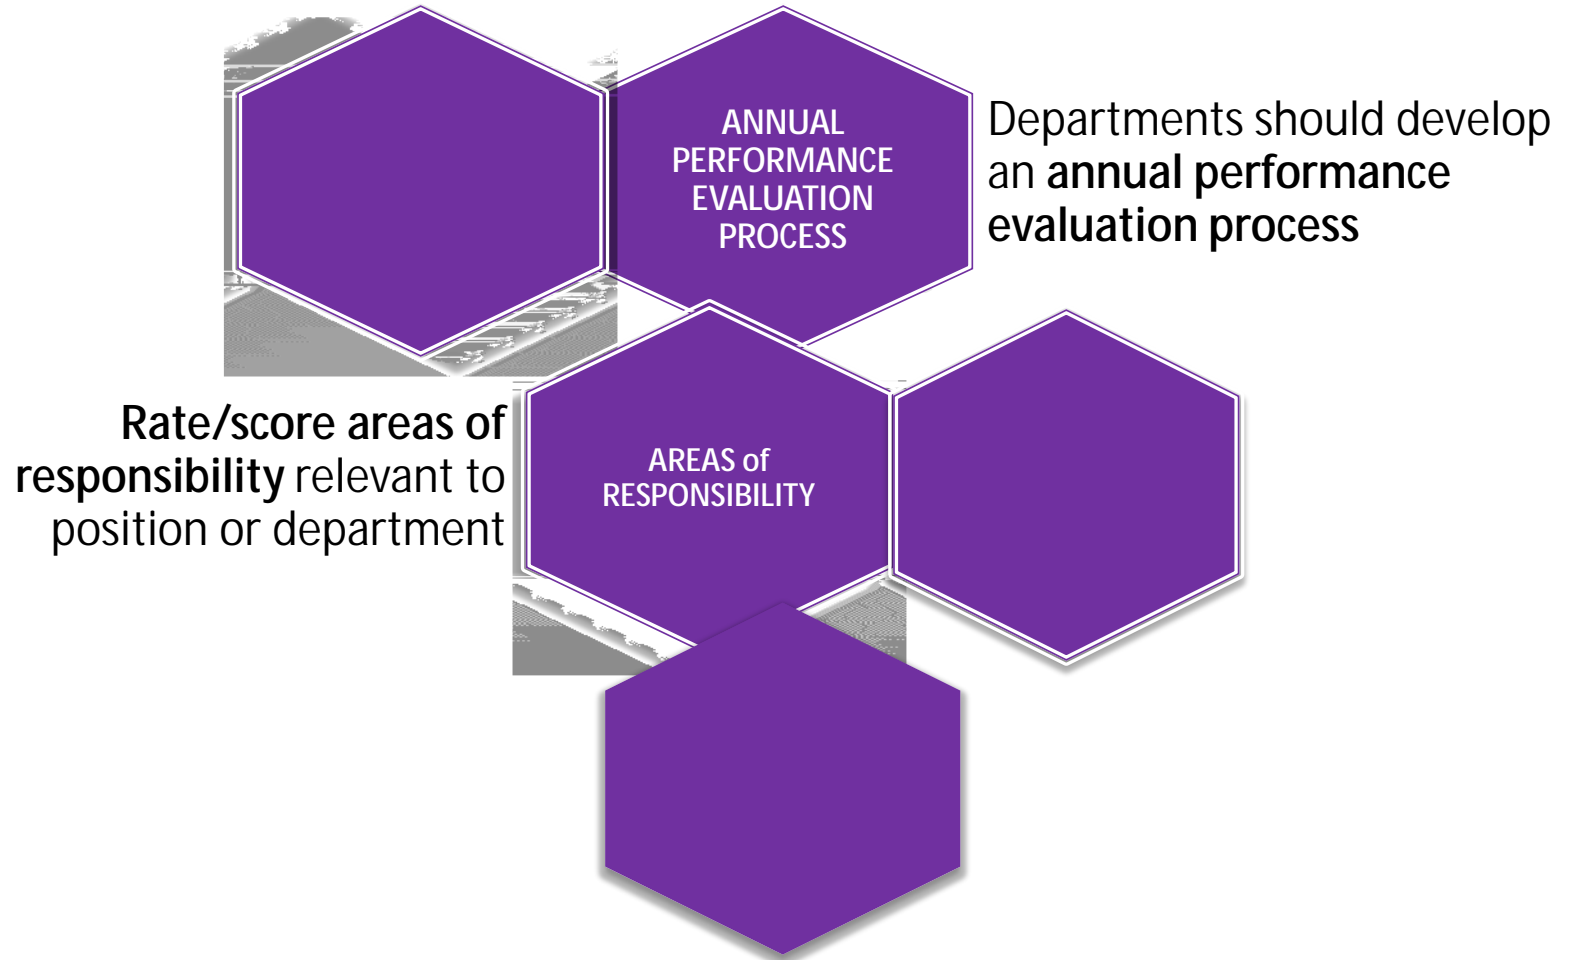 ANNUAL
PERFORMANCE
EVALUATION
PROCESS
Departments should develop
an annual performance
evaluation process
Rate/score areas of
responsibility relevant to
position or department
AREAS of
RESPONSIBILITY